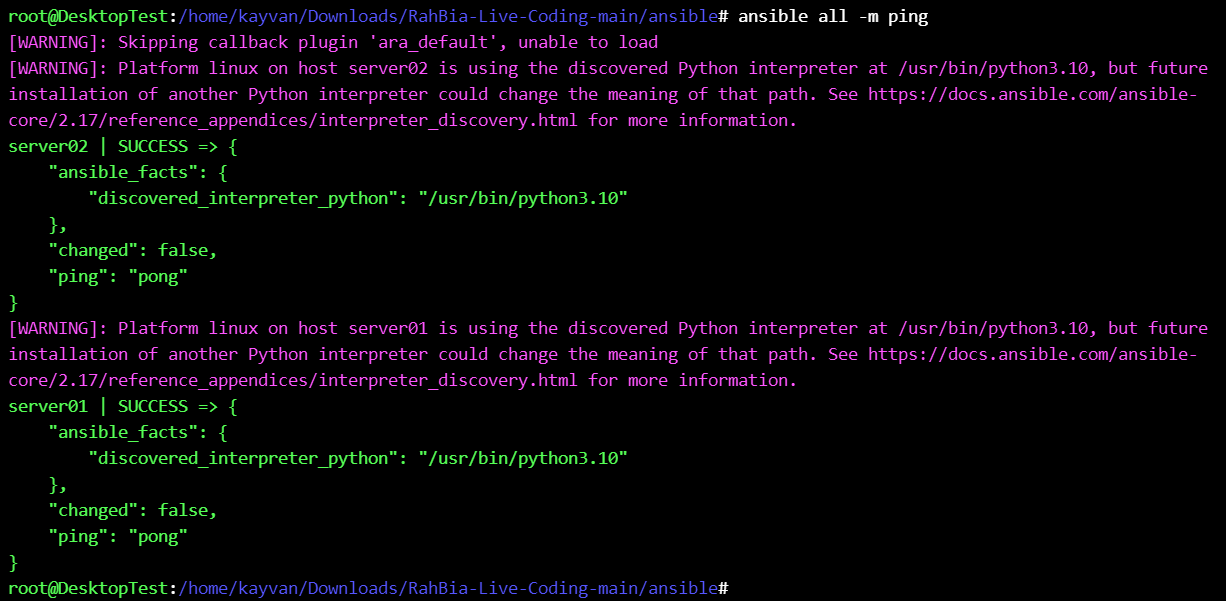 root@DesktopTest:/home/kayvan/Downloads/RahBia-Live-Coding-main/ansible# ansible all -m ping
[WARNING]: Skipping callback plugin 'ara_default', unable to load
[WARNING]: Platform linux on host server02 is using the discovered Python interpreter at /usr/bin/python3.10, but future
installation of another Python interpreter could change the meaning of that path. See https://docs.ansible.com/ansible-
core/2.17/reference_appendices/interpreter_discovery.html for more information.
server02 | SUCCESS => {
    "ansible_facts": {
        "discovered_interpreter_python": "/usr/bin/python3.10"
    },
    "changed": false,
    "ping": "pong"
}
[WARNING]: Platform linux on host server01 is using the discovered Python interpreter at /usr/bin/python3.10, but future
installation of another Python interpreter could change the meaning of that path. See https://docs.ansible.com/ansible-
core/2.17/reference_appendices/interpreter_discovery.html for more information.
server01 | SUCCESS => {
    "ansible_facts": {
        "discovered_interpreter_python": "/usr/bin/python3.10"
    },
    "changed": false,
    "ping": "pong"
}
root@DesktopTest:/home/kayvan/Downloads/RahBia-Live-Coding-main/ansible#